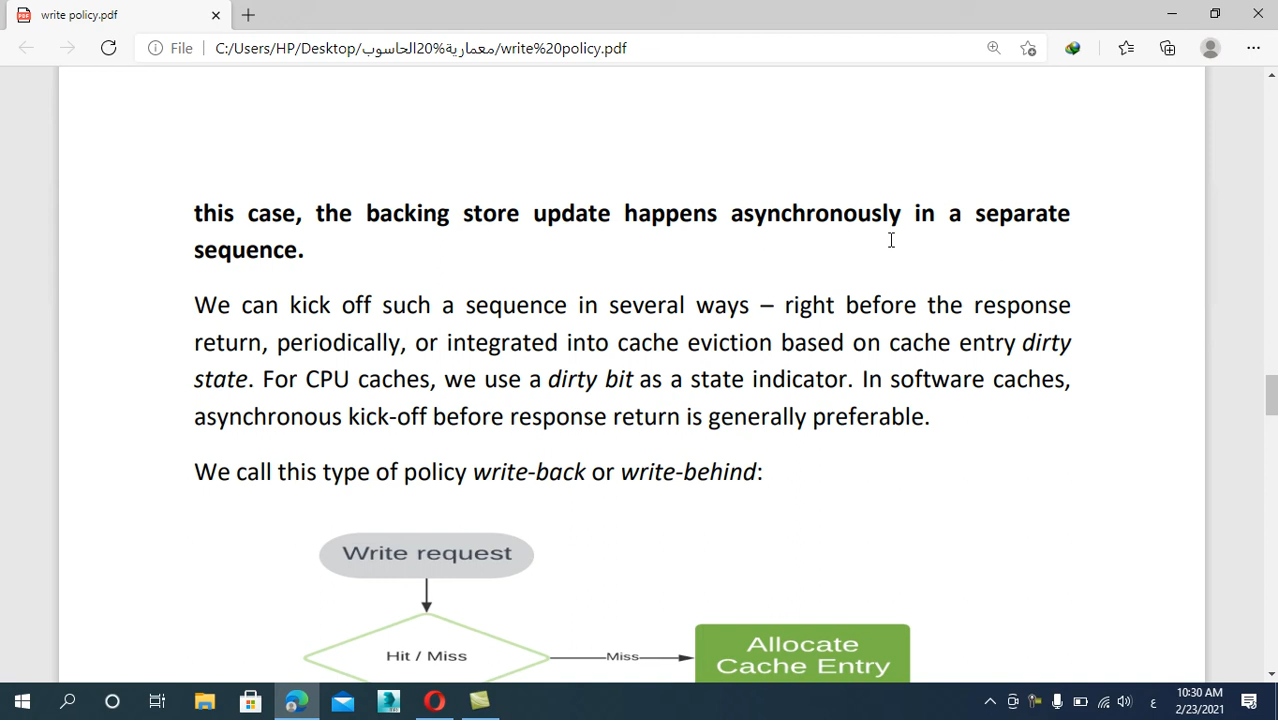 write policy.pdf
File C:/Users/HP/Desktop/معمارية%20الحاسوب/write%20policy.pdf
this case, the backing store update happens asynchronously in a separate
sequence.
We can kick off such a sequence in several ways – right before the response
return, periodically, or integrated into cache eviction based on cache entry dirty
state. For CPU caches, we use a dirty bit as a state indicator. In software caches,
asynchronous kick-off before response return is generally preferable.
We call this type of policy write-back or write-behind:
Write request
Hit / Miss
Miss
Allocate
Cache Entry
ع
10:30 AM
2/23/2021